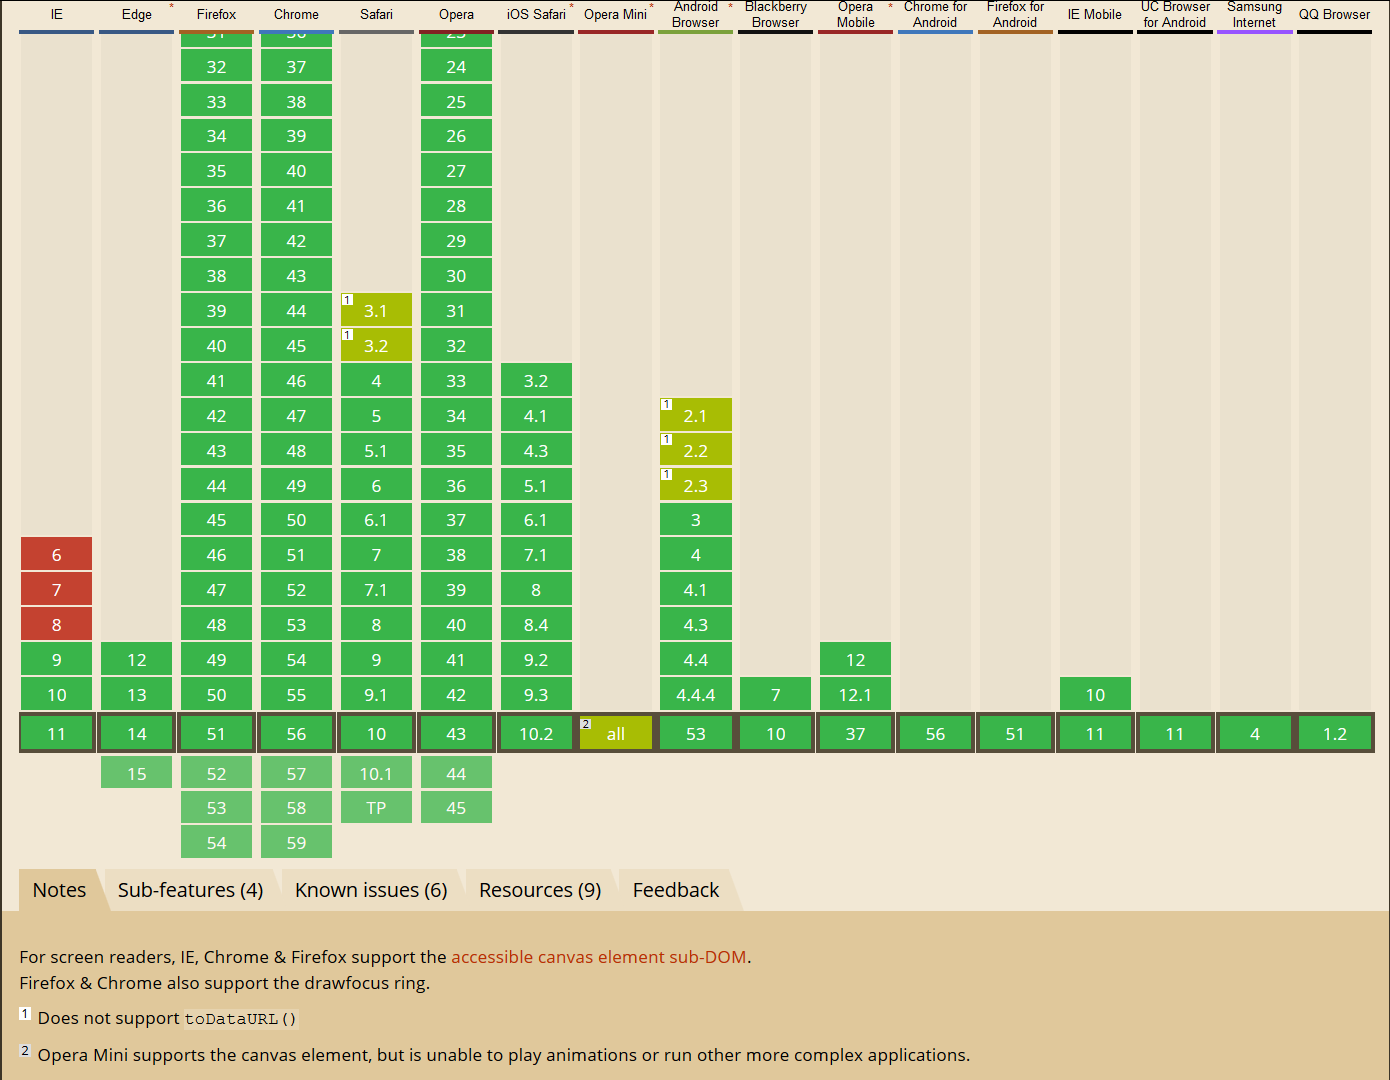 IE Edge * Firefox Chrome Safari Opera iOS Safari * Opera Mini * Android Browser * Blackberry Browser Opera Mobile * Chrome for Android Firefox for Android IE Mobile UC Browser for Android Samsung Internet QQ Browser
31 36 23
32 37 24
33 38 25
34 39 26
35 40 27
36 41 28
37 42 29
38 43 30
39 44 1 3.1 31
40 45 1 3.2 32
41 46 4 33 3.2
42 47 5 34 4.1 1 2.1
43 48 5.1 35 4.3 1 2.2
44 49 6 36 5.1 1 2.3
45 50 6.1 37 6.1 3
6 46 51 7 38 7.1 4
7 47 52 7.1 39 8 4.1
8 48 53 8 40 8.4 4.3
9 12 49 54 9 41 9.2 4.4 12
10 13 50 55 9.1 42 9.3 4.4.4 7 12.1 10
11 14 51 56 10 43 10.2 2 all 53 10 37 56 51 11 11 4 1.2
15 52 57 10.1 44
53 58 TP 45
54 59
Notes Sub-features (4) Known issues (6) Resources (9) Feedback
For screen readers, IE, Chrome & Firefox support the accessible canvas element sub-DOM.
Firefox & Chrome also support the drawfocus ring.
1 Does not support toDataURL()
2 Opera Mini supports the canvas element, but is unable to play animations or run other more complex applications.